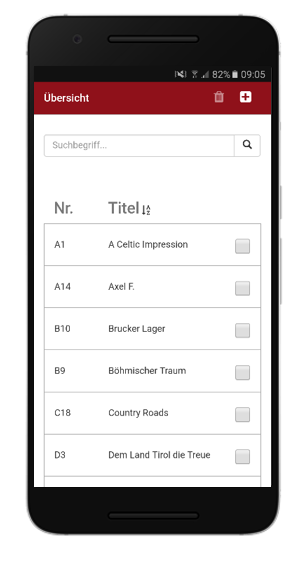 82% 09:05
Übersicht
Suchbegriff...
Nr. Titel
A1 A Celtic Impression
A14 Axel F.
B10 Brucker Lager
B9 Böhmischer Traum
C18 Country Roads
D3 Dem Land Tirol die Treue